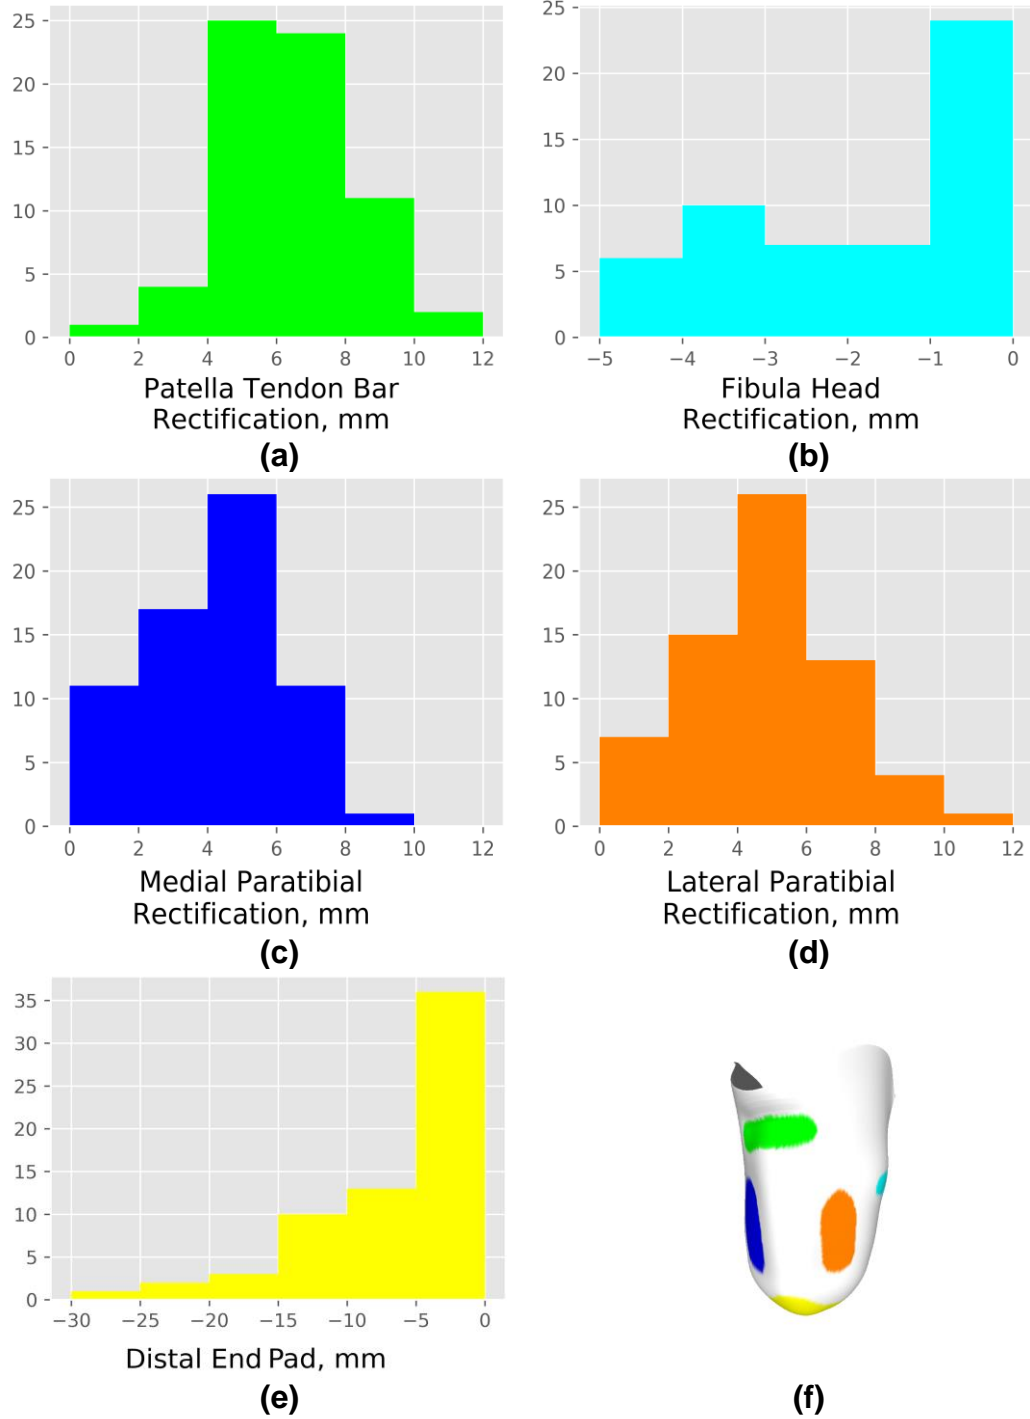 25
20
15
10
5
0
0 2 4 6 8 10 12
Patella Tendon Bar
Rectification, mm
(a)
25
20
15
10
5
0
−5 −4 −3 −2 −1 0
Fibula Head
Rectification, mm
(b)
25
20
15
10
5
0
0 2 4 6 8 10 12
Medial Paratibial
Rectification, mm
(c)
25
20
15
10
5
0
0 2 4 6 8 10 12
Lateral Paratibial
Rectification, mm
(d)
35
30
25
20
15
10
5
0
−30 −25 −20 −15 −10 −5 0
Distal End Pad, mm
(e)
(f)